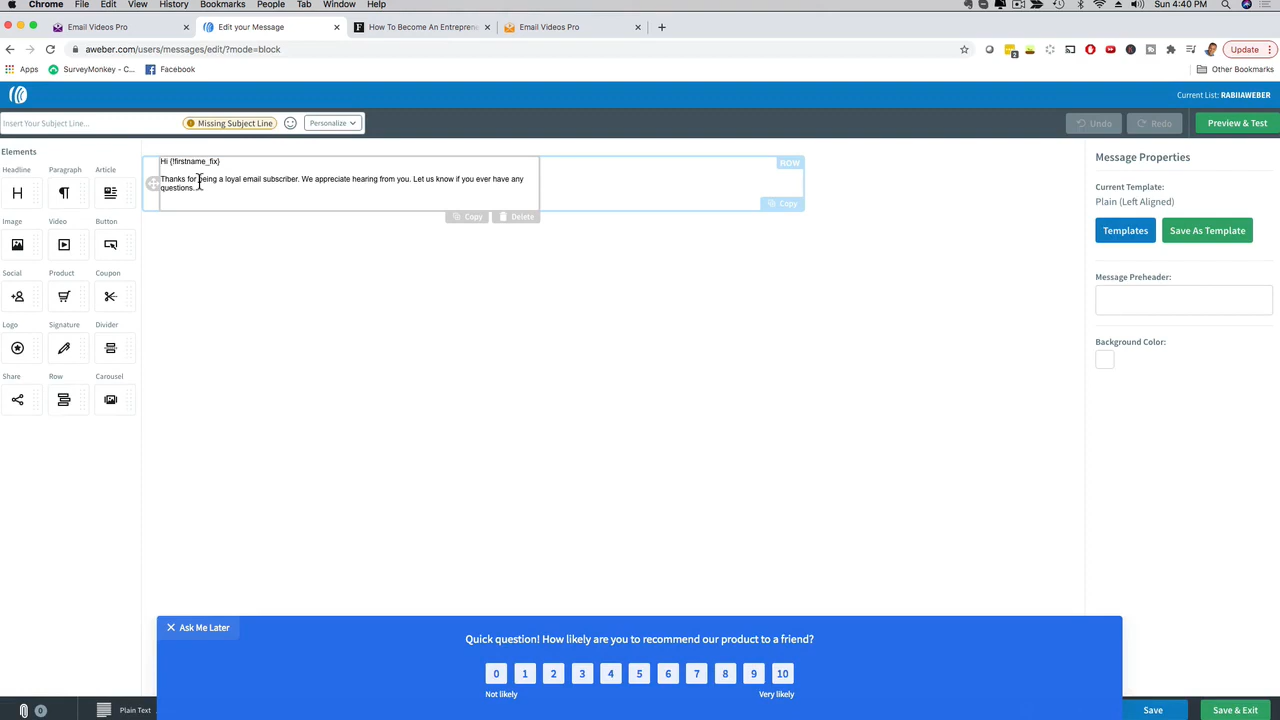 Chrome File Edit View History Bookmarks People Tab Window Help
Sun 4:40 PM
Email Videos Pro
Edit your Message
How To Become An Entreprene
Email Videos Pro
aweber.com/users/messages/edit/?mode=block
2
Update
Apps
SurveyMonkey - C...
Facebook
Other Bookmarks
Current List: RABIIAWEBER
Insert Your Subject Line...
Missing Subject Line
Personalize
Undo
Redo
Preview & Test
Elements
Headline Paragraph Article
H
Image Video Button
Social Product Coupon
Logo Signature Divider
Share Row Carousel
Hi {!firstname_fix}
Thanks for being a loyal email subscriber. We appreciate hearing from you. Let us know if you ever have any
questions.
ROW
Copy
Copy
Delete
Message Properties
Current Template:
Plain (Left Aligned)
Templates
Save As Template
Message Preheader:
Background Color:
Ask Me Later
Quick question! How likely are you to recommend our product to a friend?
0 1 2 3 4 5 6 7 8 9 10
Not likely
Very likely
0
Plain Text
Save
Save & Exit